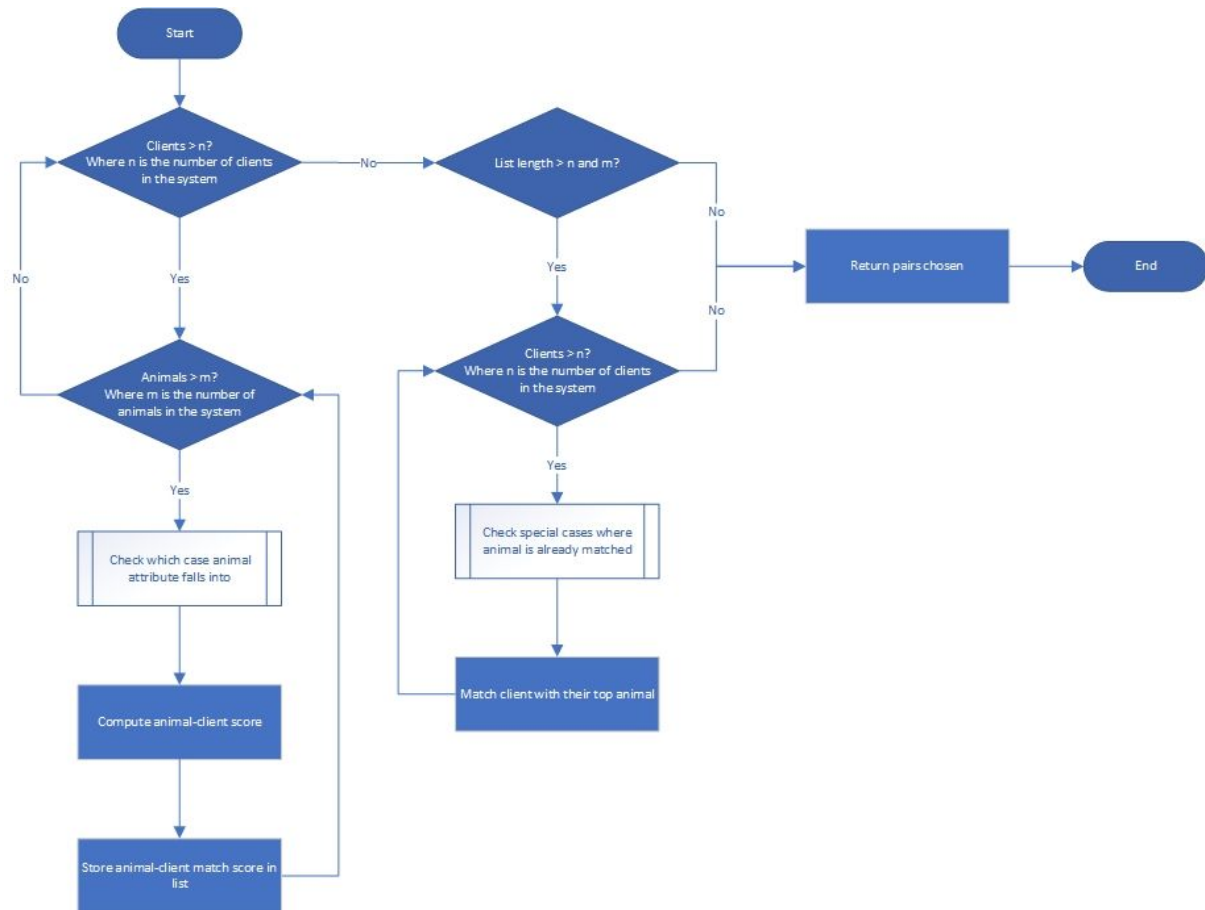 Start
Clients > n?
Where n is the number of clients
in the system
No
List length > n and m?
No
Yes
No
Yes
Return pairs chosen
End
No
Animals > m?
Where m is the number of
animals in the system
Clients > n?
Where n is the number of clients
in the system
Yes
Yes
Check which case animal
attribute falls into
Check special cases where
animal is already matched
Compute animal-client score
Match client with their top animal
Store animal-client match score in
list